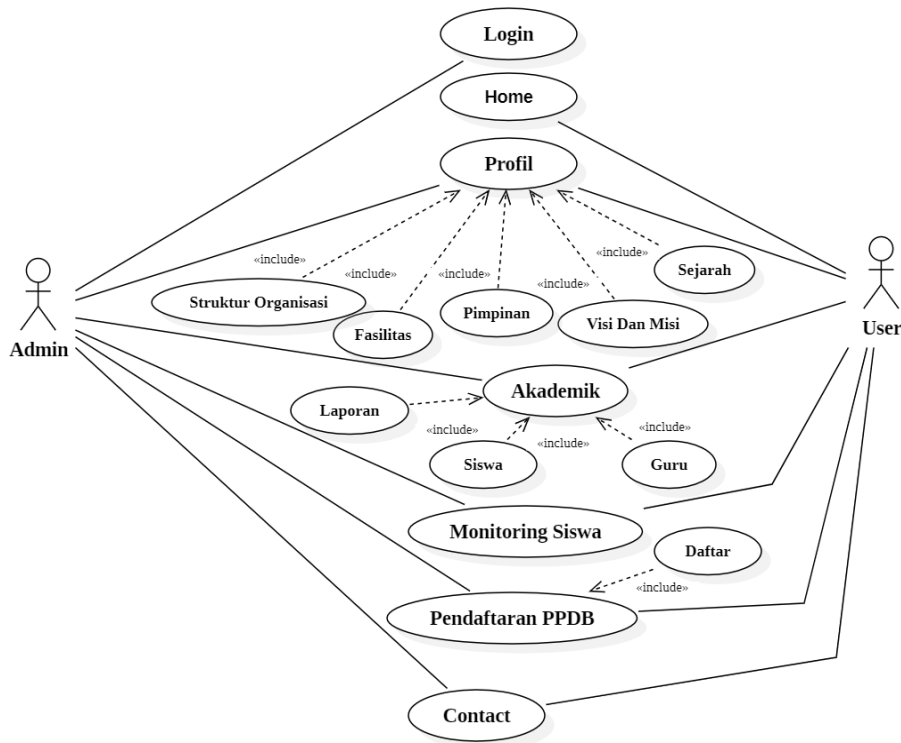 Login
Home
Profil
«include»
«include»
«include»
«include»
«include»
Sejarah
Struktur Organisasi
Fasilitas
Pimpinan
Visi Dan Misi
Admin
User
Akademik
Laporan
«include»
«include»
«include»
Siswa
Guru
Monitoring Siswa
Daftar
«include»
Pendaftaran PPDB
Contact